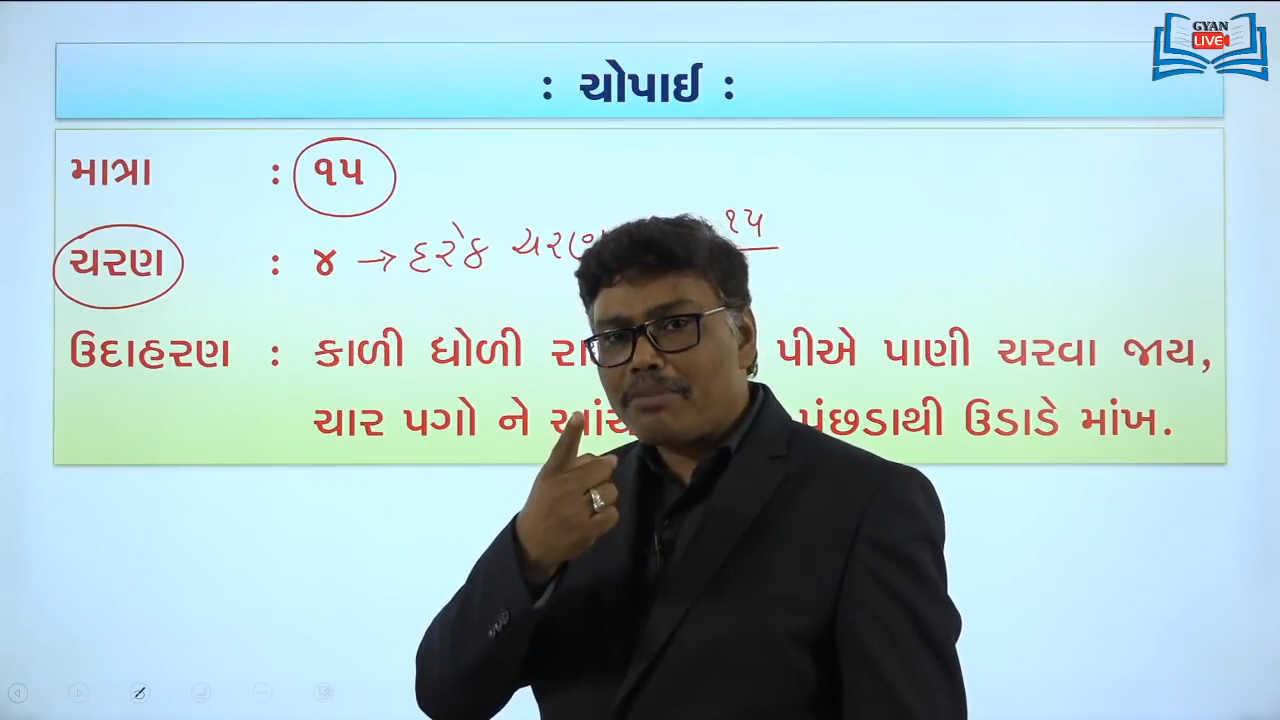 GYAN
LIVE
: ચોપાઈ :
માત્રા : ૧૫
ચરણ : ૪ → દરેક ચરણ ૧૫
ઉદાહરણ : કાળી ધોળી પીએ પાણી ચરવા જાય,
ચાર પગો ને પંછડાથી ઉડાડે માંખ.